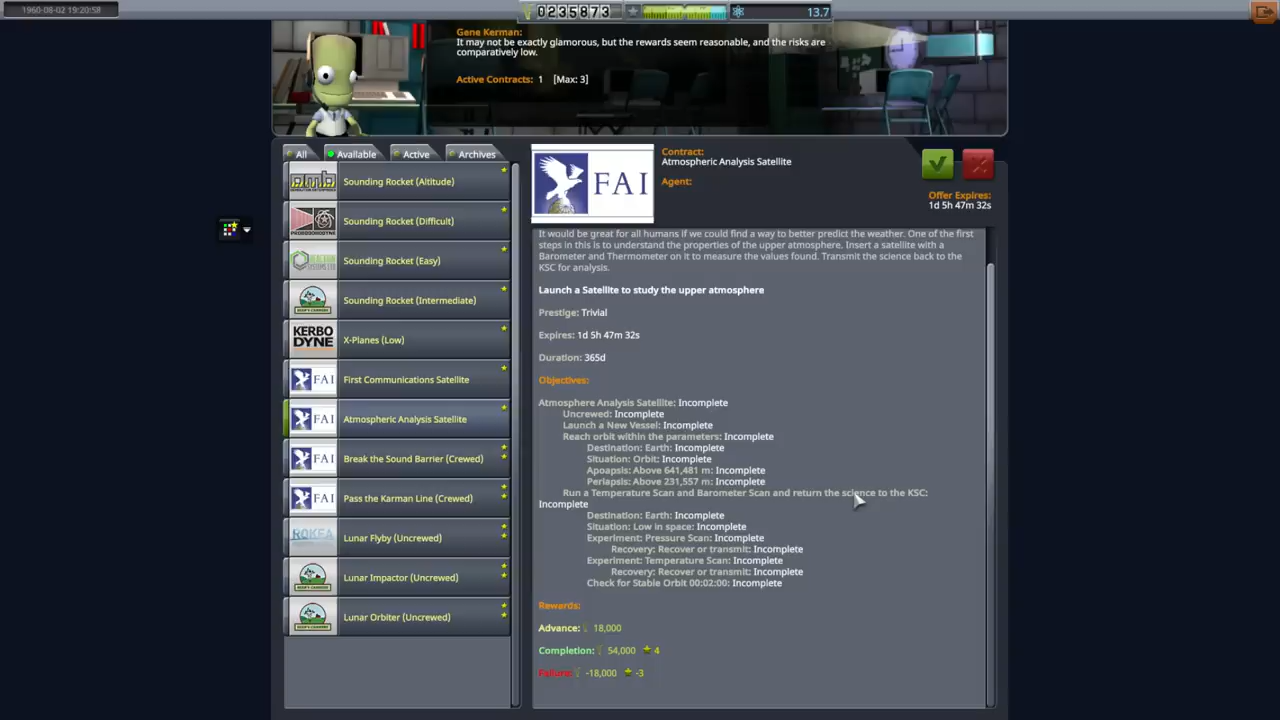 1960-08-02 19:20:58
0235873
13.7
Gene Kerman:
It may not be exactly glamorous, but the rewards seem reasonable, and the risks are
comparatively low.
Active Contracts: 1 [Max: 3]
All
Available
Active
Archives
Sounding Rocket (Altitude)
Sounding Rocket (Difficult)
Sounding Rocket (Easy)
Sounding Rocket (Intermediate)
KERBO
DYNE
X-Planes (Low)
FAI
First Communications Satellite
FAI
Atmospheric Analysis Satellite
FAI
Break the Sound Barrier (Crewed)
FAI
Pass the Karman Line (Crewed)
ROKEA
Lunar Flyby (Uncrewed)
Lunar Impactor (Uncrewed)
Lunar Orbiter (Uncrewed)
FAI
Contract:
Atmospheric Analysis Satellite
Agent:
Offer Expires:
1d 5h 47m 32s
It would be great for all humans if we could find a way to better predict the weather. One of the first
steps in this is to understand the properties of the upper atmosphere. Insert a satellite with a
Barometer and Thermometer on it to measure the values found. Transmit the science back to the
KSC for analysis.
Launch a Satellite to study the upper atmosphere
Prestige: Trivial
Expires: 1d 5h 47m 32s
Duration: 365d
Objectives:
Atmosphere Analysis Satellite: Incomplete
Uncrewed: Incomplete
Launch a New Vessel: Incomplete
Reach orbit within the parameters: Incomplete
Destination: Earth: Incomplete
Situation: Orbit: Incomplete
Apoapsis: Above 641,481 m: Incomplete
Periapsis: Above 231,557 m: Incomplete
Run a Temperature Scan and Barometer Scan and return the science to the KSC:
Incomplete
Destination: Earth: Incomplete
Situation: Low in space: Incomplete
Experiment: Pressure Scan: Incomplete
Recovery: Recover or transmit: Incomplete
Experiment: Temperature Scan: Incomplete
Recovery: Recover or transmit: Incomplete
Check for Stable Orbit 00:02:00: Incomplete
Rewards:
Advance: 18,000
Completion: 54,000 4
Failure: -18,000 -3